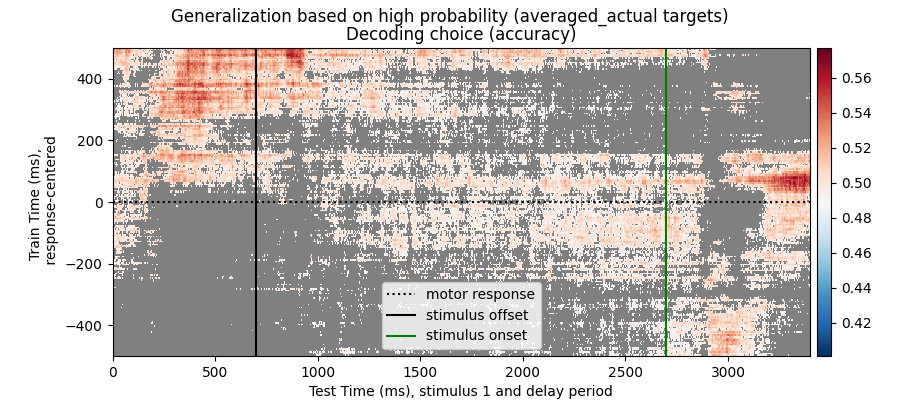 Generalization based on high probability (averaged_actual targets)
Decoding choice (accuracy)
Train Time (ms),
response-centered
400
200
0
−200
−400
motor response
stimulus offset
stimulus onset
0 500 1000 1500 2000 2500 3000
Test Time (ms), stimulus 1 and delay period
0.56
0.54
0.52
0.50
0.48
0.46
0.44
0.42